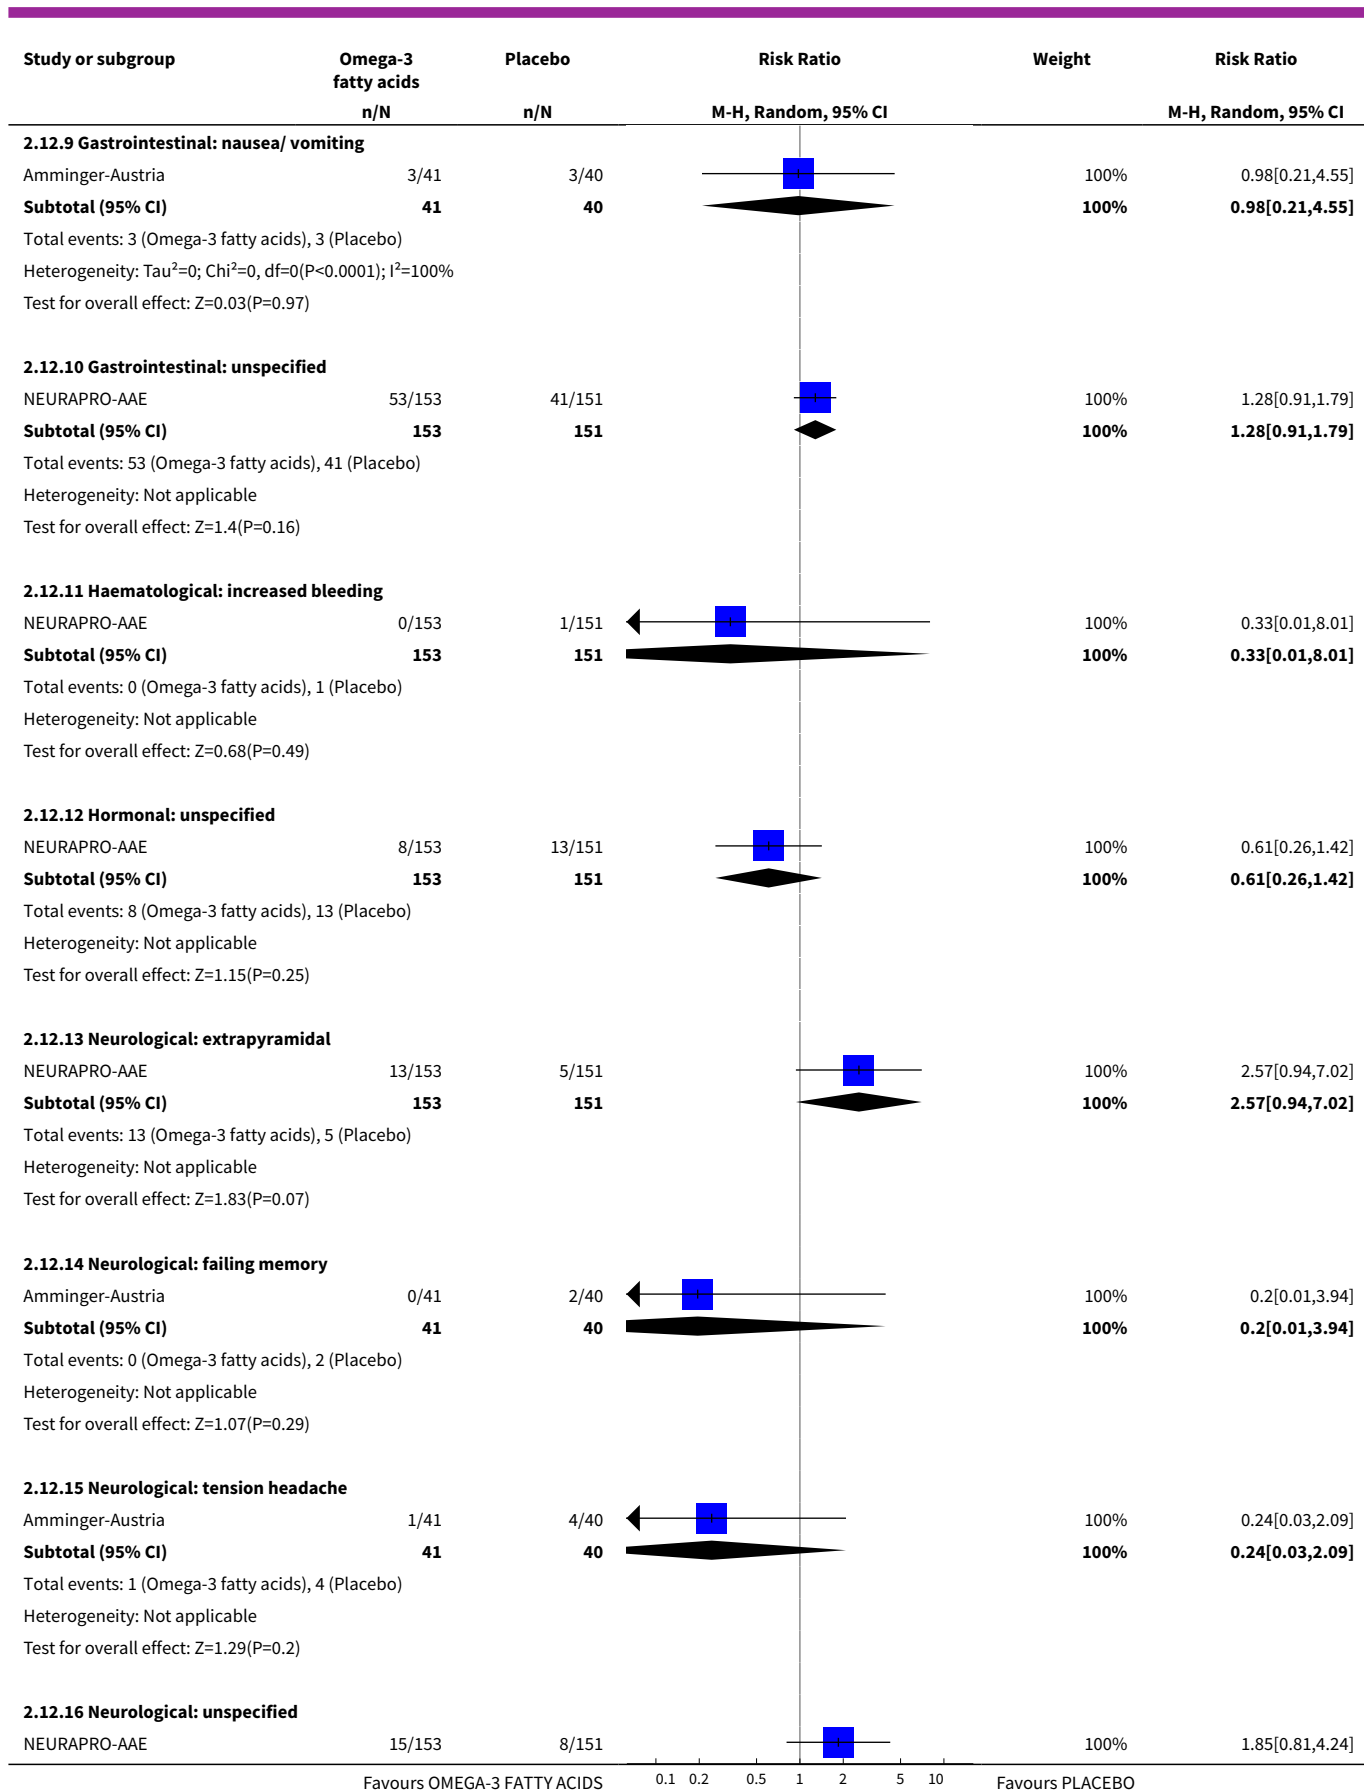 Study or subgroup Omega-3 fatty acids Placebo Risk Ratio Weight Risk Ratio
n/N n/N M-H, Random, 95% CI M-H, Random, 95% CI
2.12.9 Gastrointestinal: nausea/ vomiting
Amminger-Austria 3/41 3/40 100% 0.98[0.21,4.55]
Subtotal (95% CI) 41 40 100% 0.98[0.21,4.55]
Total events: 3 (Omega-3 fatty acids), 3 (Placebo)
Heterogeneity: Tau²=0; Chi²=0, df=0(P<0.0001); I²=100%
Test for overall effect: Z=0.03(P=0.97)
2.12.10 Gastrointestinal: unspecified
NEURAPRO-AAE 53/153 41/151 100% 1.28[0.91,1.79]
Subtotal (95% CI) 153 151 100% 1.28[0.91,1.79]
Total events: 53 (Omega-3 fatty acids), 41 (Placebo)
Heterogeneity: Not applicable
Test for overall effect: Z=1.4(P=0.16)
2.12.11 Haematological: increased bleeding
NEURAPRO-AAE 0/153 1/151 100% 0.33[0.01,8.01]
Subtotal (95% CI) 153 151 100% 0.33[0.01,8.01]
Total events: 0 (Omega-3 fatty acids), 1 (Placebo)
Heterogeneity: Not applicable
Test for overall effect: Z=0.68(P=0.49)
2.12.12 Hormonal: unspecified
NEURAPRO-AAE 8/153 13/151 100% 0.61[0.26,1.42]
Subtotal (95% CI) 153 151 100% 0.61[0.26,1.42]
Total events: 8 (Omega-3 fatty acids), 13 (Placebo)
Heterogeneity: Not applicable
Test for overall effect: Z=1.15(P=0.25)
2.12.13 Neurological: extrapyramidal
NEURAPRO-AAE 13/153 5/151 100% 2.57[0.94,7.02]
Subtotal (95% CI) 153 151 100% 2.57[0.94,7.02]
Total events: 13 (Omega-3 fatty acids), 5 (Placebo)
Heterogeneity: Not applicable
Test for overall effect: Z=1.83(P=0.07)
2.12.14 Neurological: failing memory
Amminger-Austria 0/41 2/40 100% 0.2[0.01,3.94]
Subtotal (95% CI) 41 40 100% 0.2[0.01,3.94]
Total events: 0 (Omega-3 fatty acids), 2 (Placebo)
Heterogeneity: Not applicable
Test for overall effect: Z=1.07(P=0.29)
2.12.15 Neurological: tension headache
Amminger-Austria 1/41 4/40 100% 0.24[0.03,2.09]
Subtotal (95% CI) 41 40 100% 0.24[0.03,2.09]
Total events: 1 (Omega-3 fatty acids), 4 (Placebo)
Heterogeneity: Not applicable
Test for overall effect: Z=1.29(P=0.2)
2.12.16 Neurological: unspecified
NEURAPRO-AAE 15/153 8/151 100% 1.85[0.81,4.24]
Favours OMEGA-3 FATTY ACIDS 0.1 0.2 0.5 1 2 5 10 Favours PLACEBO